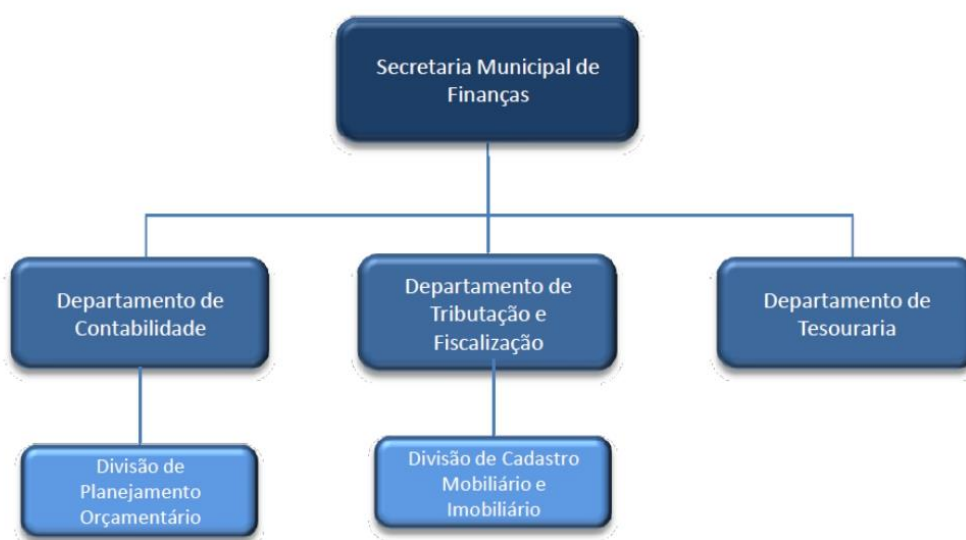 Secretaria Municipal de
Finanças
Departamento de
Contabilidade
Departamento de
Tributação e
Fiscalização
Departamento de
Tesouraria
Divisão de
Planejamento
Orçamentário
Divisão de Cadastro
Mobiliário e
Imobiliário